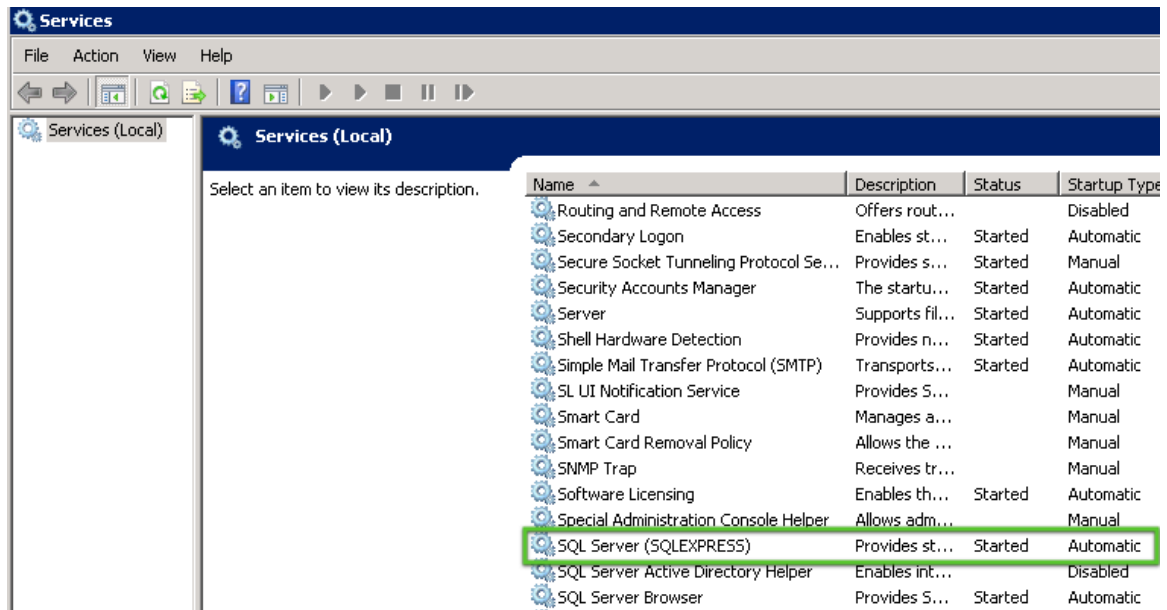 Services
File Action View Help
Services (Local)
Services (Local)
Select an item to view its description.
Name Description Status Startup Type
Routing and Remote Access Offers rout... Disabled
Secondary Logon Enables st... Started Automatic
Secure Socket Tunneling Protocol Se... Provides s... Started Manual
Security Accounts Manager The startu... Started Automatic
Server Supports fil... Started Automatic
Shell Hardware Detection Provides n... Started Automatic
Simple Mail Transfer Protocol (SMTP) Transports... Started Automatic
SL UI Notification Service Provides S... Manual
Smart Card Manages a... Manual
Smart Card Removal Policy Allows the ... Manual
SNMP Trap Receives tr... Manual
Software Licensing Enables th... Started Automatic
Special Administration Console Helper Allows adm... Manual
SQL Server (SQLEXPRESS) Provides st... Started Automatic
SQL Server Active Directory Helper Enables int... Disabled
SQL Server Browser Provides S... Started Automatic